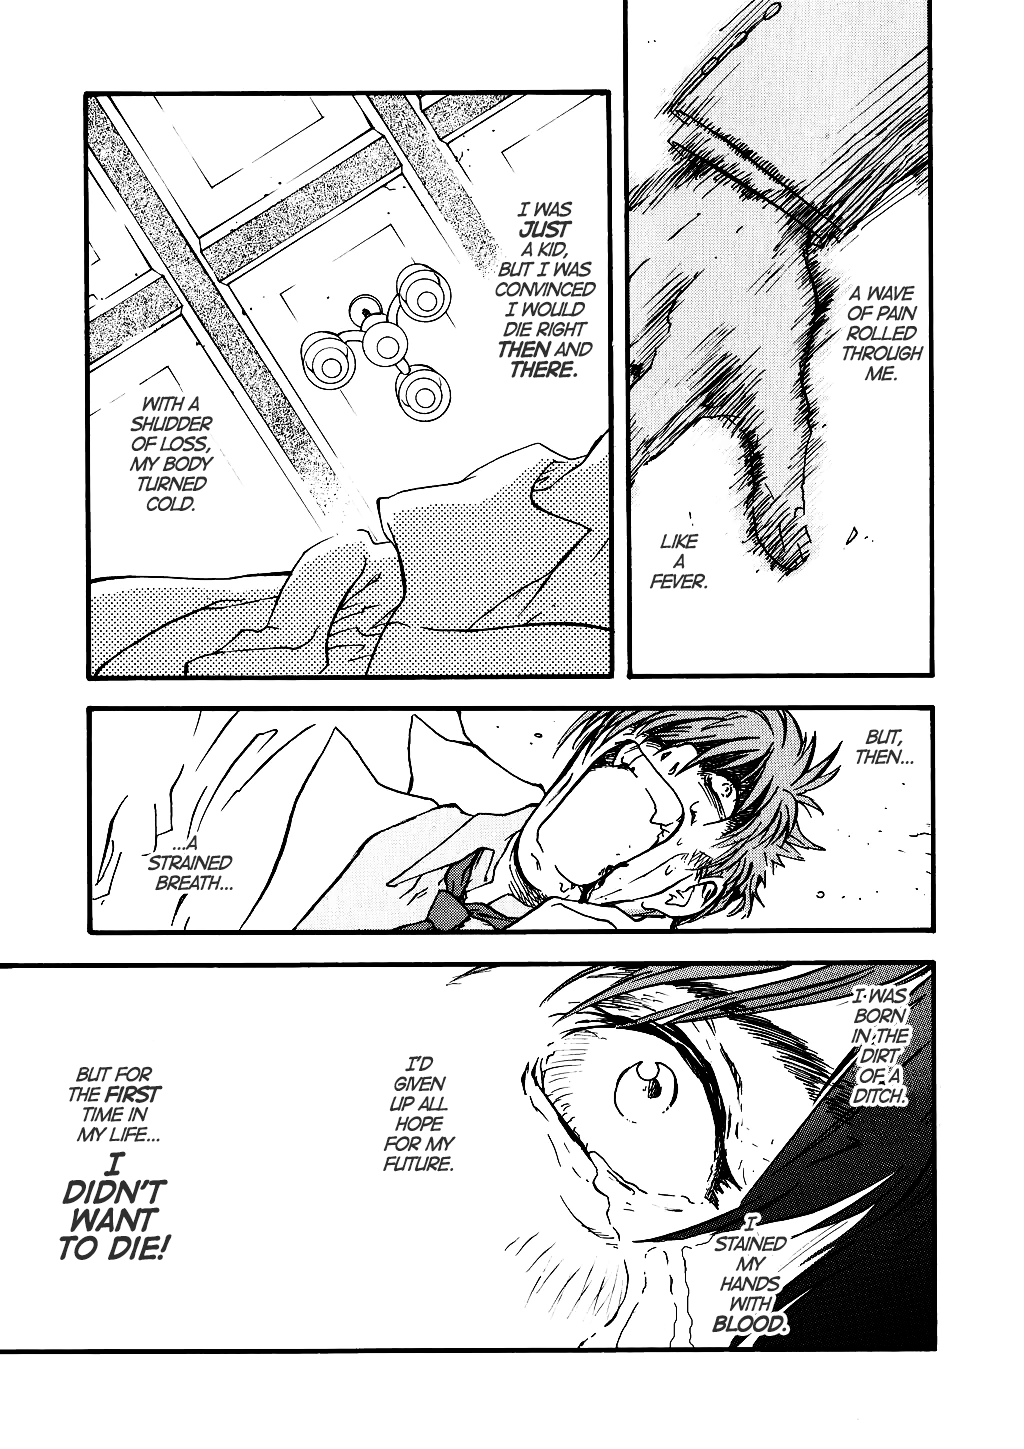 A WAVE
OF PAIN
ROLLED
THROUGH
ME.
LIKE
A
FEVER.
I WAS
JUST
A KID,
BUT I WAS
CONVINCED
I WOULD
DIE RIGHT
THEN AND
THERE.
WITH A
SHUDDER
OF LOSS,
MY BODY
TURNED
COLD.
BUT,
THEN...
...A
STRAINED
BREATH...
I WAS
BORN
IN THE
DIRT
OF A
DITCH.
I
STAINED
MY
HANDS
WITH
BLOOD.
I'D
GIVEN
UP ALL
HOPE
FOR MY
FUTURE.
BUT FOR
THE FIRST
TIME IN
MY LIFE...
I
DIDN'T
WANT
TO DIE!